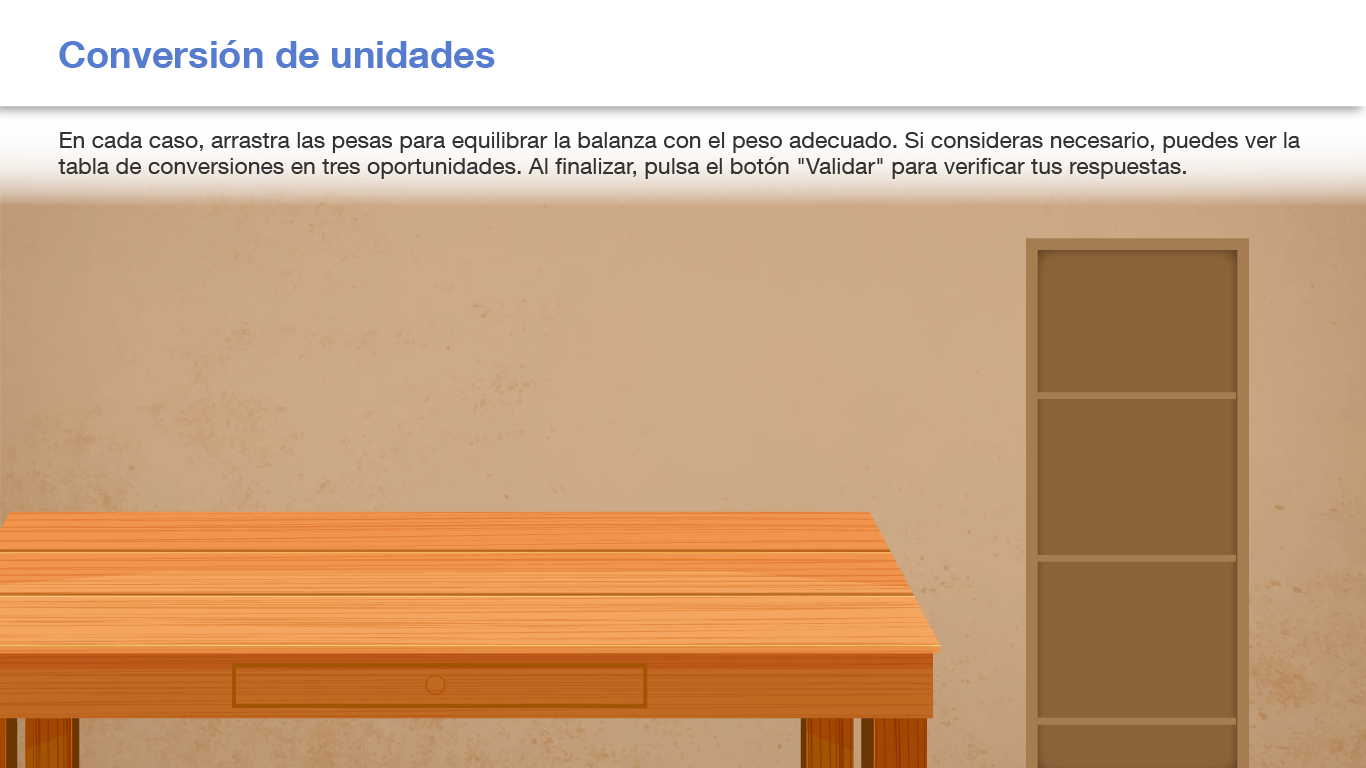 Conversión de unidades
En cada caso, arrastra las pesas para equilibrar la balanza con el peso adecuado. Si consideras necesario, puedes ver la
tabla de conversiones en tres oportunidades. Al finalizar, pulsa el botón "Validar" para verificar tus respuestas.